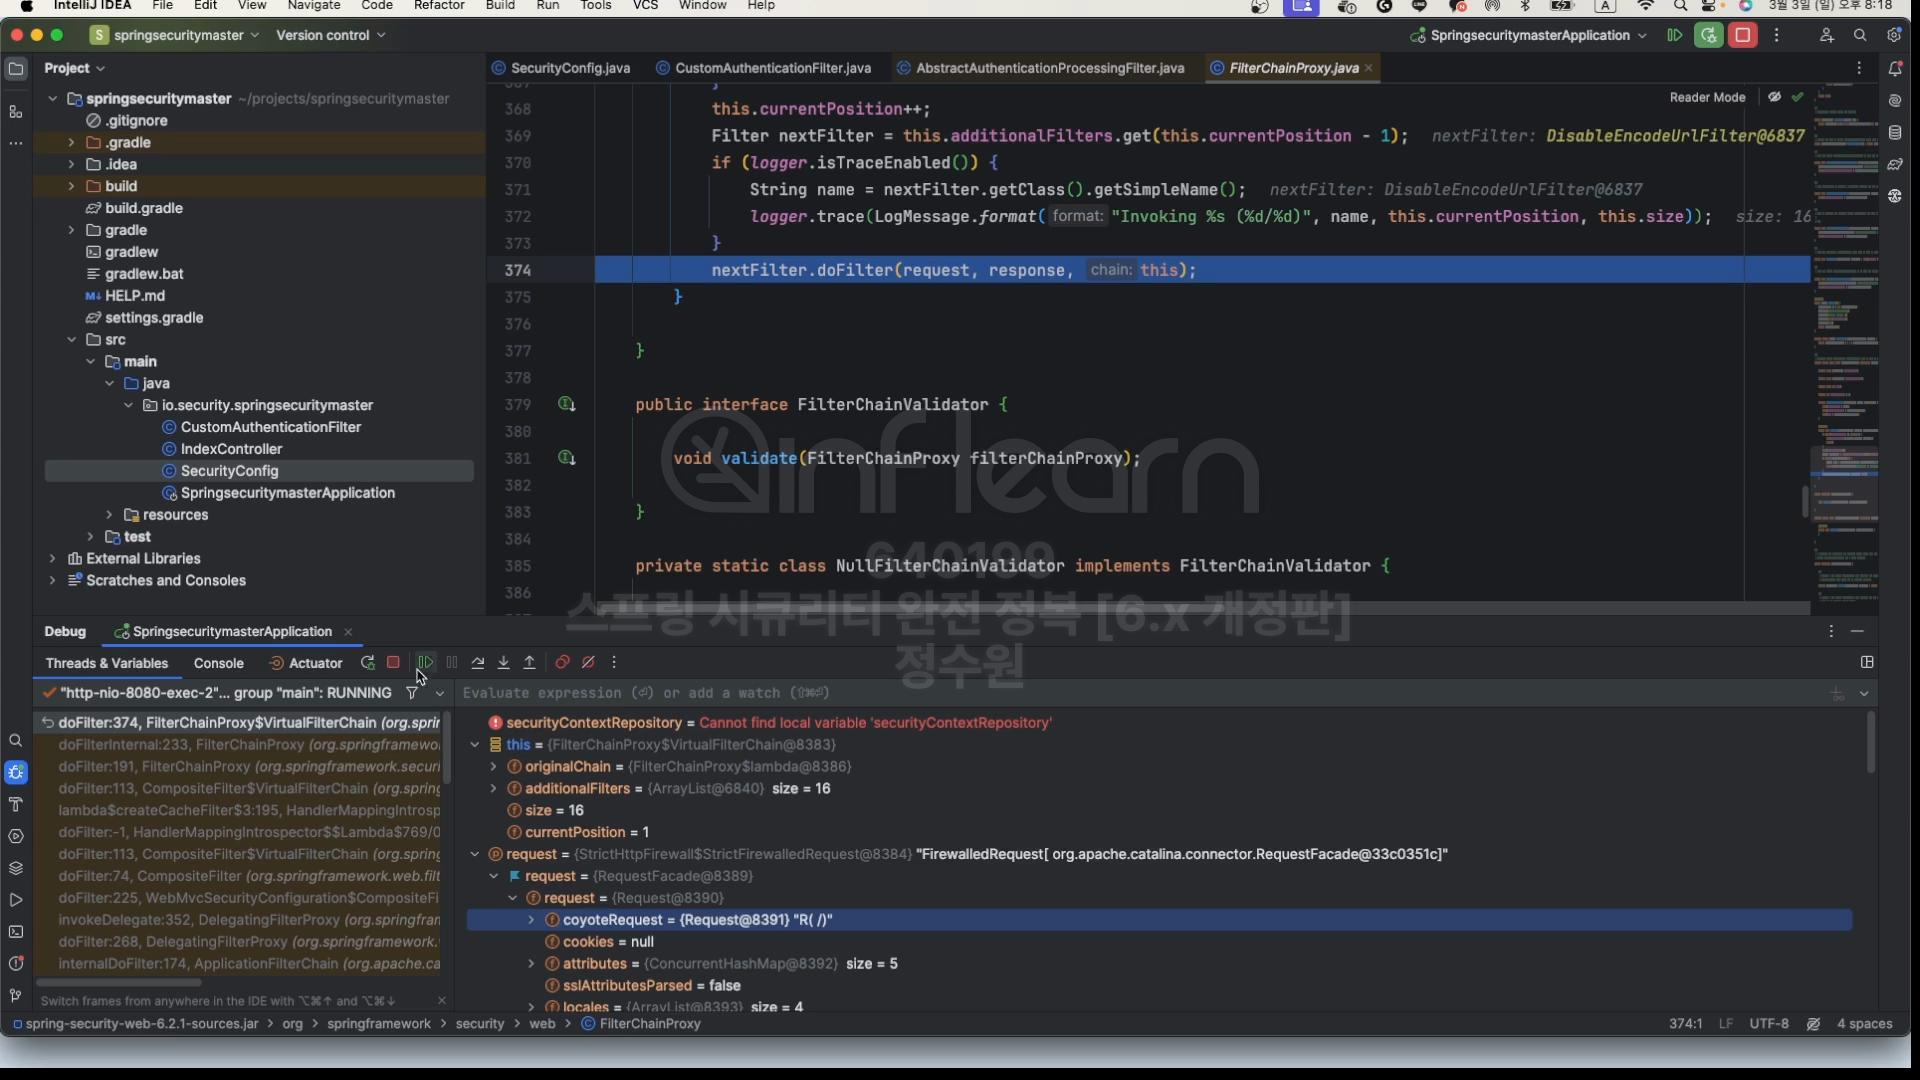 IntelliJ IDEA File Edit View Navigate Code Refactor Build Run Tools VCS Window Help
3월 3일 (일) 오후 8:18
S springsecuritymaster Version control SpringsecuritymasterApplication
Project
SecurityConfig.java CustomAuthenticationFilter.java AbstractAuthenticationProcessingFilter.java FilterChainProxy.java
Reader Mode
springsecuritymaster ~/projects/springsecuritymaster
.gitignore
.gradle
.idea
build
build.gradle
gradle
gradlew
gradlew.bat
HELP.md
settings.gradle
src
main
java
io.security.springsecuritymaster
CustomAuthenticationFilter
IndexController
SecurityConfig
SpringsecuritymasterApplication
resources
test
External Libraries
Scratches and Consoles
367 }
368 this.currentPosition++;
369 Filter nextFilter = this.additionalFilters.get(this.currentPosition - 1); nextFilter: DisableEncodeUrlFilter@6837
370 if (logger.isTraceEnabled()) {
371 String name = nextFilter.getClass().getSimpleName(); nextFilter: DisableEncodeUrlFilter@6837
372 logger.trace(LogMessage.format( format: "Invoking %s (%d/%d)", name, this.currentPosition, this.size)); size: 16
373 }
374 nextFilter.doFilter(request, response, chain: this);
375 }
376
377 }
378
379 public interface FilterChainValidator {
380
381 void validate(FilterChainProxy filterChainProxy);
382
383 }
384
385 private static class NullFilterChainValidator implements FilterChainValidator {
386
inflearn
640199
스프링 시큐리티 완전 정복 [6.x 개정판]
정수원
Debug SpringsecuritymasterApplication
Threads & Variables Console Actuator
"http-nio-8080-exec-2"... group "main": RUNNING
Evaluate expression (⏎) or add a watch (⇧⌘⏎)
doFilter:374, FilterChainProxy$VirtualFilterChain (org.sprin
doFilterInternal:233, FilterChainProxy (org.springframewo
doFilter:191, FilterChainProxy (org.springframework.securi
doFilter:113, CompositeFilter$VirtualFilterChain (org.spring
lambda$createCacheFilter$3:195, HandlerMappingIntrosp
doFilter:-1, HandlerMappingIntrospector$$Lambda$769/0
doFilter:113, CompositeFilter$VirtualFilterChain (org.spring
doFilter:74, CompositeFilter (org.springframework.web.filt
doFilter:225, WebMvcSecurityConfiguration$CompositeFi
invokeDelegate:352, DelegatingFilterProxy (org.springfran
doFilter:268, DelegatingFilterProxy (org.springframework.
internalDoFilter:174, ApplicationFilterChain (org.apache.ca
Switch frames from anywhere in the IDE with ⌥⌘↑ and ⌥⌘↓
securityContextRepository = Cannot find local variable 'securityContextRepository'
this = {FilterChainProxy$VirtualFilterChain@8383}
originalChain = {FilterChainProxy$lambda@8386}
additionalFilters = {ArrayList@6840} size = 16
size = 16
currentPosition = 1
request = {StrictHttpFirewall$StrictFirewalledRequest@8384} "FirewalledRequest[ org.apache.catalina.connector.RequestFacade@33c0351c]"
request = {RequestFacade@8389}
request = {Request@8390}
coyoteRequest = {Request@8391} "R( /)"
cookies = null
attributes = {ConcurrentHashMap@8392} size = 5
sslAttributesParsed = false
locales = {ArrayList@8393} size = 4
spring-security-web-6.2.1-sources.jar > org > springframework > security > web > FilterChainProxy
374:1 LF UTF-8 4 spaces